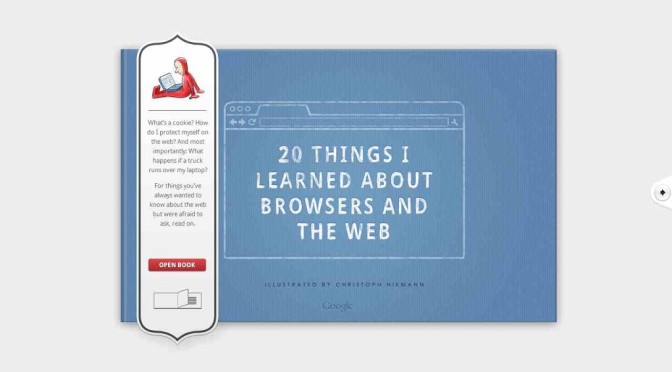 What's a cookie? How
do I protect myself on
the web? And most
importantly: What
happens if a truck
runs over my laptop?
For things you've
always wanted to
know about the web
but were afraid to
ask, read on.
OPEN BOOK
20 THINGS I
LEARNED ABOUT
BROWSERS AND
THE WEB
ILLUSTRATED BY CHRISTOPH NIEMANN
Google